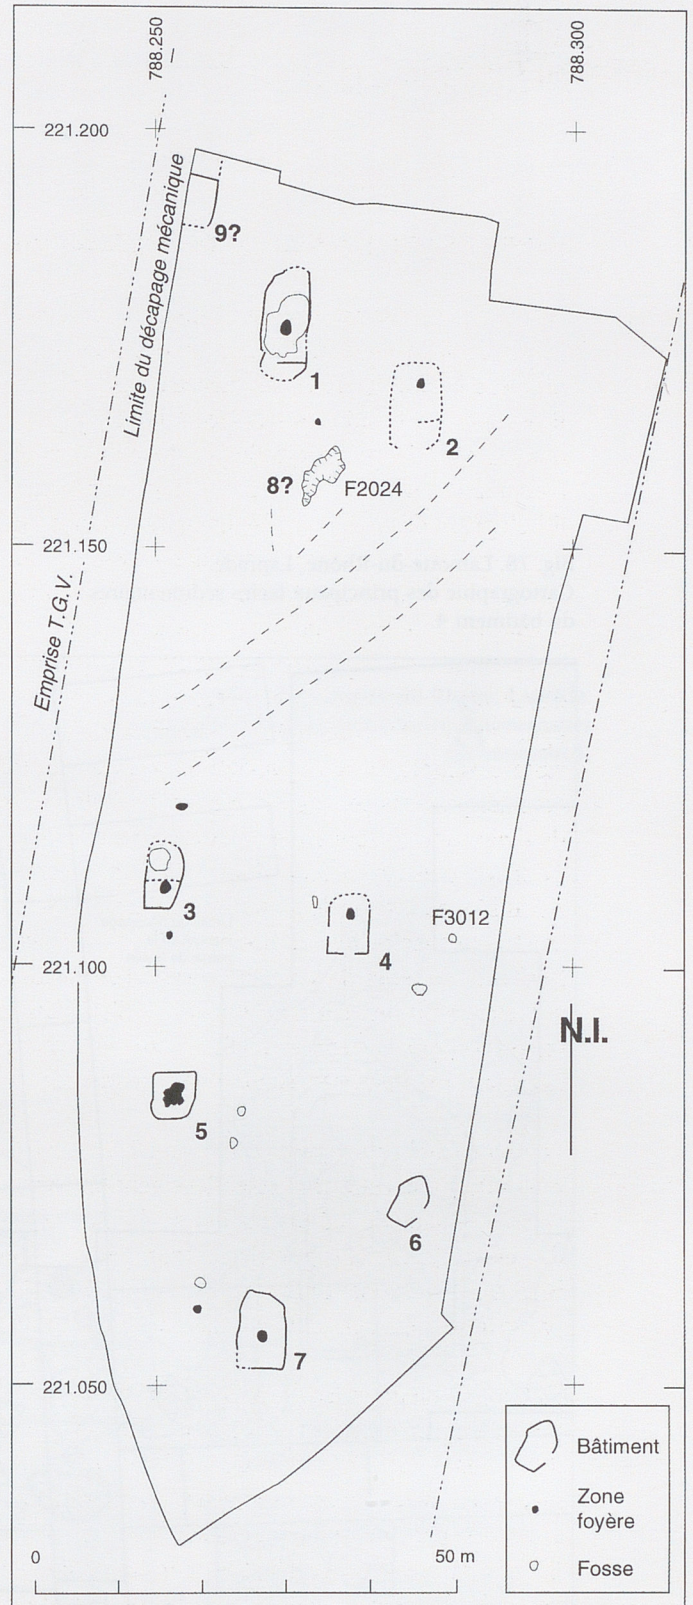 788.250
788.300
221.200
Limite du décapage mécanique
9?
1
2
8?
F2024
221.150
Emprise T.G.V.
3
F3012
4
221.100
N.I.
5
6
7
221.050
Bâtiment
Zone
foyère
Fosse
0
50 m